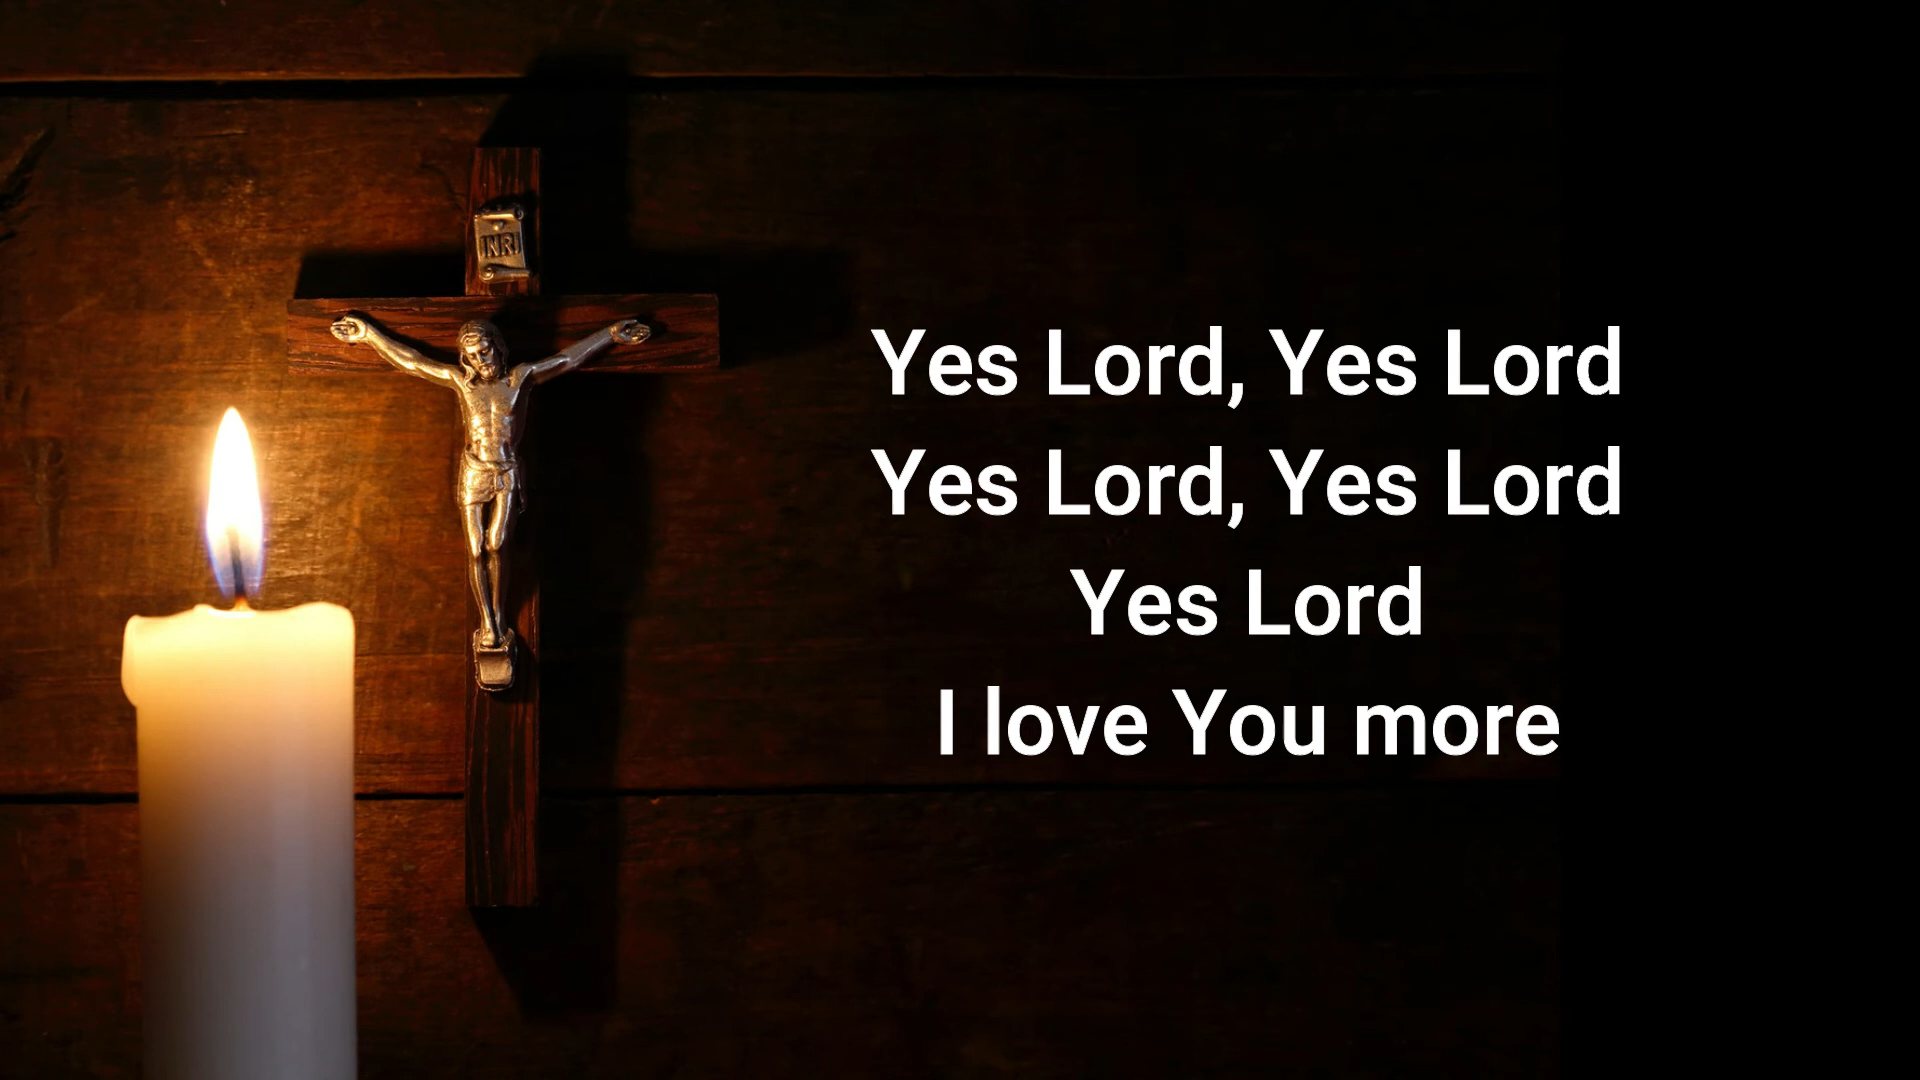 INRI
Yes Lord, Yes Lord
Yes Lord, Yes Lord
Yes Lord
I love You more